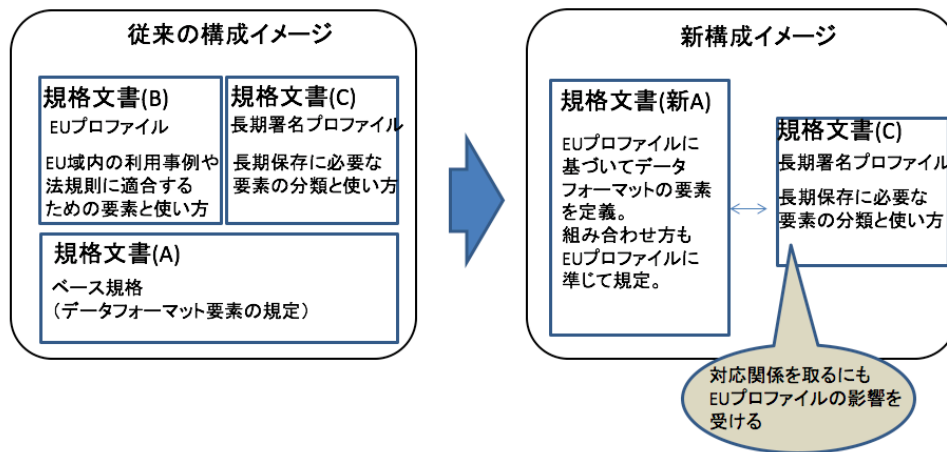 従来の構成イメージ
規格文書(B)
EUプロファイル
EU域内の利用事例や
法規則に適合する
ための要素と使い方
規格文書(C)
長期署名プロファイル
長期保存に必要な
要素の分類と使い方
規格文書(A)
ベース規格
(データフォーマット要素の規定)
新構成イメージ
規格文書(新A)
EUプロファイルに
基づいてデータ
フォーマットの要素
を定義。
組み合わせ方も
EUプロファイルに
準じて規定。
規格文書(C)
長期署名プロファイル
長期保存に必要な
要素の分類と使い方
対応関係を取るにも
EUプロファイルの影響を
受ける